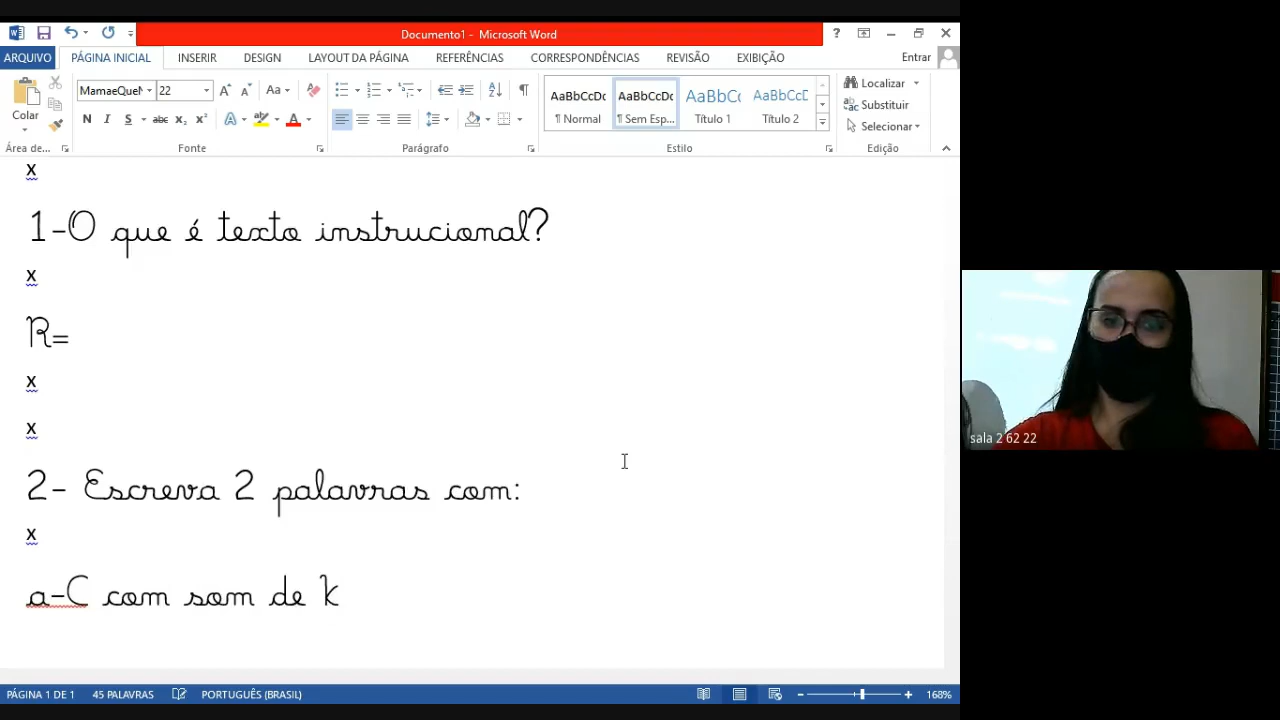 Documento1 - Microsoft Word
ARQUIVO PÁGINA INICIAL INSERIR DESIGN LAYOUT DA PÁGINA REFERÊNCIAS CORRESPONDÊNCIAS REVISÃO EXIBIÇÃO Entrar
MamaeQueN 22
Colar
AaBbCcDc AaBbCcDc AaBbC AaBbCcD
¶ Normal ¶ Sem Esp... Título 1 Título 2
Localizar
Substituir
Selecionar
Área de... Fonte Parágrafo Estilo Edição
x
1-O que é texto instrucional?
x
R=
x
x
2- Escreva 2 palavras com:
x
a-C com som de k
sala 2 62 22
PÁGINA 1 DE 1 45 PALAVRAS PORTUGUÊS (BRASIL) 168%